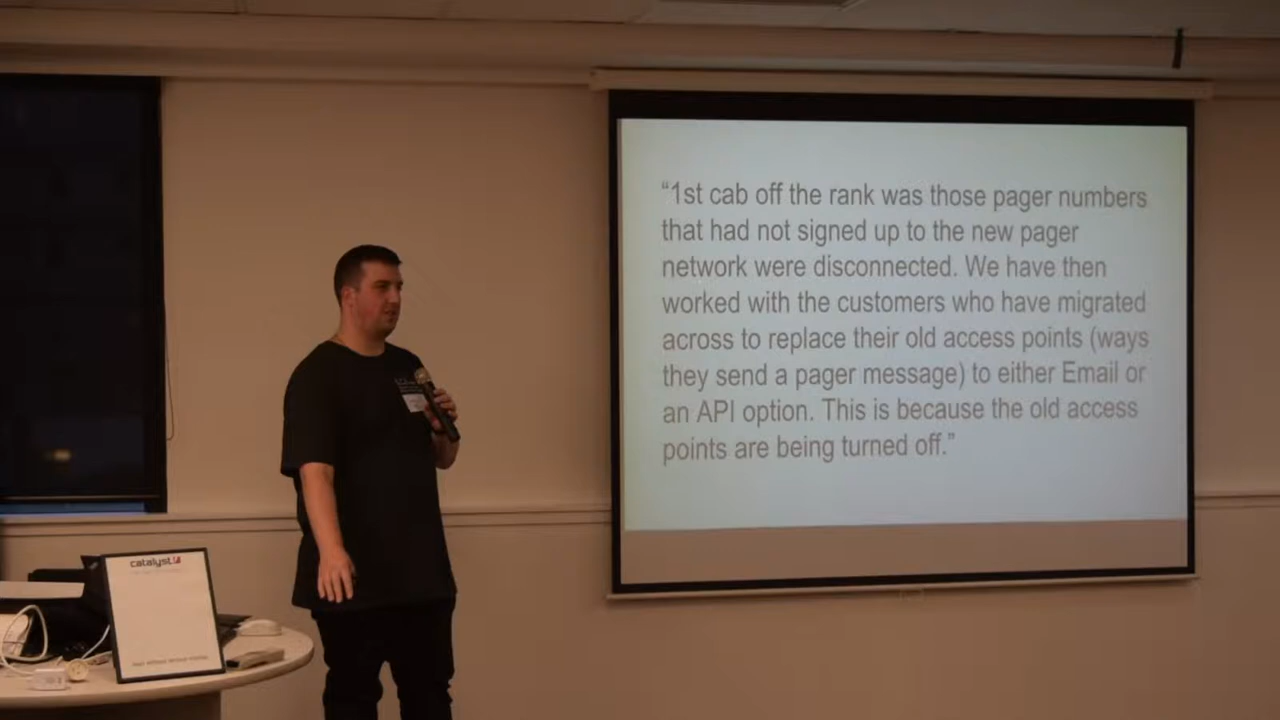 “1st cab off the rank was those pager numbers
that had not signed up to the new pager
network were disconnected. We have then
worked with the customers who have migrated
across to replace their old access points (ways
they send a pager message) to either Email or
an API option. This is because the old access
points are being turned off.”
catalyst